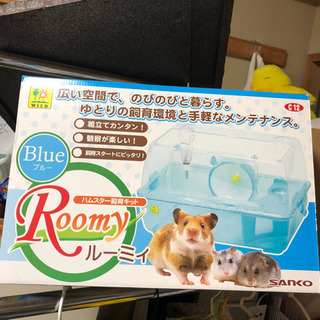 WILD
広い空間で、のびのびと暮らす。
ゆとりの飼育環境と手軽なメンテナンス。
C12
組立てカンタン！
観察が楽しい！
飼育スタートにピッタリ！
Blue
ブルー
ハムスター飼育キット
Roomy
ルーミィ
SANKO